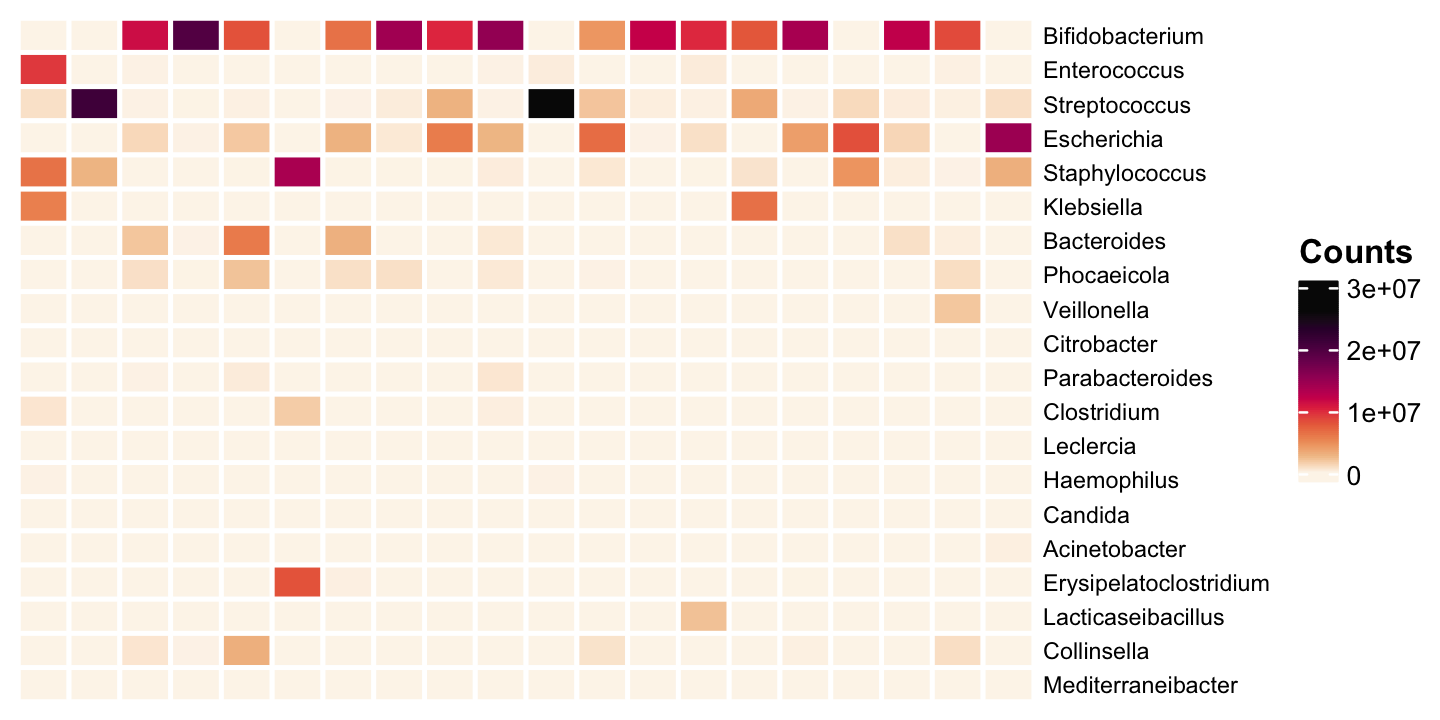 Bifidobacterium
Enterococcus
Streptococcus
Escherichia
Staphylococcus
Klebsiella
Bacteroides
Phocaeicola
Veillonella
Citrobacter
Parabacteroides
Clostridium
Leclercia
Haemophilus
Candida
Acinetobacter
Erysipelatoclostridium
Lacticaseibacillus
Collinsella
Mediterraneibacter
Counts
3e+07
2e+07
1e+07
0